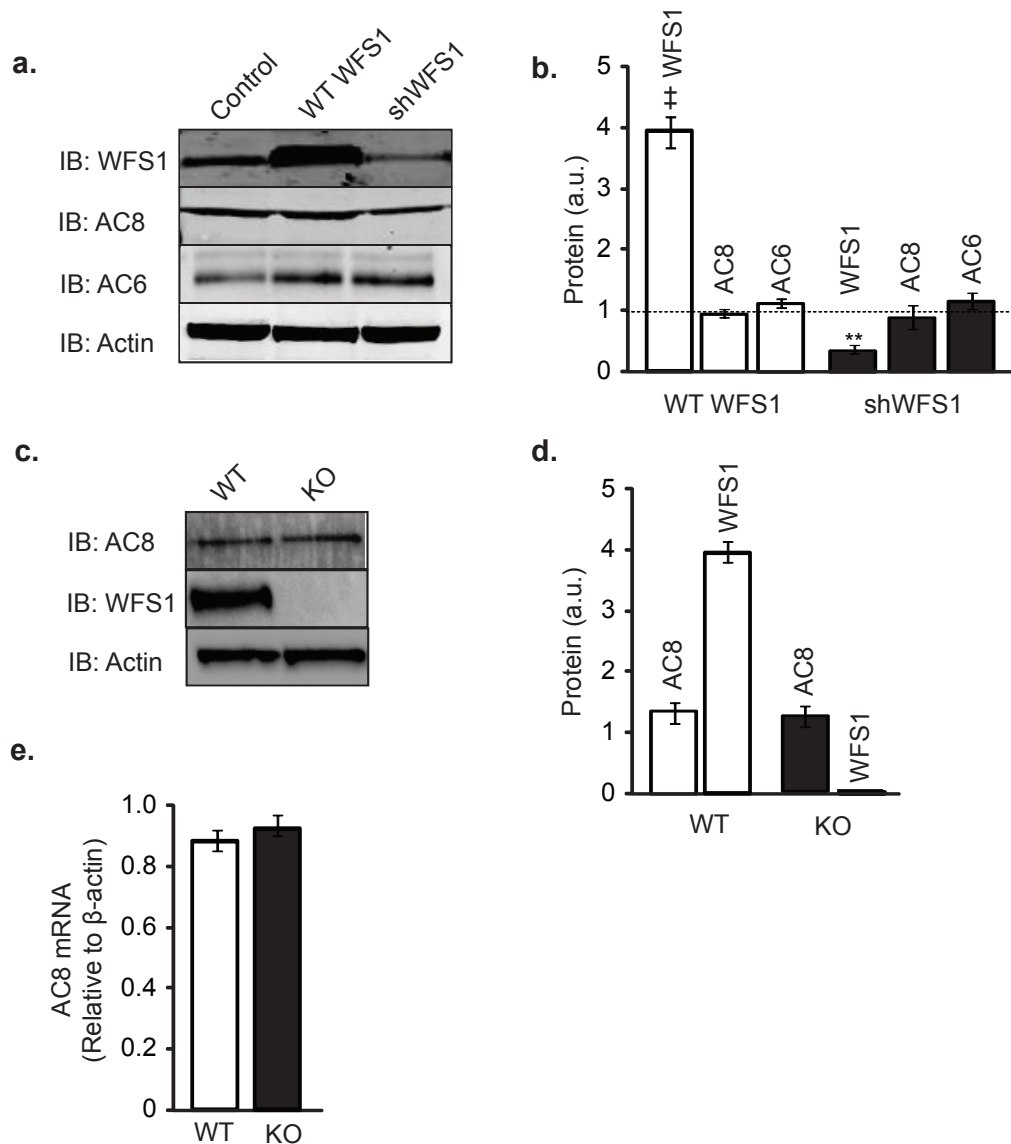 a.
Control
WT WFS1
shWFS1
IB: WFS1
IB: AC8
IB: AC6
IB: Actin
b.
Protein (a.u.)
5
4
3
2
1
0
‡ WFS1
AC8
AC6
WFS1
**
AC8
AC6
WT WFS1
shWFS1
c.
WT
KO
IB: AC8
IB: WFS1
IB: Actin
d.
Protein (a.u.)
5
4
3
2
1
0
AC8
WFS1
AC8
WFS1
WT
KO
e.
AC8 mRNA
(Relative to β-actin)
1.0
0.8
0.6
0.4
0.2
0
WT
KO